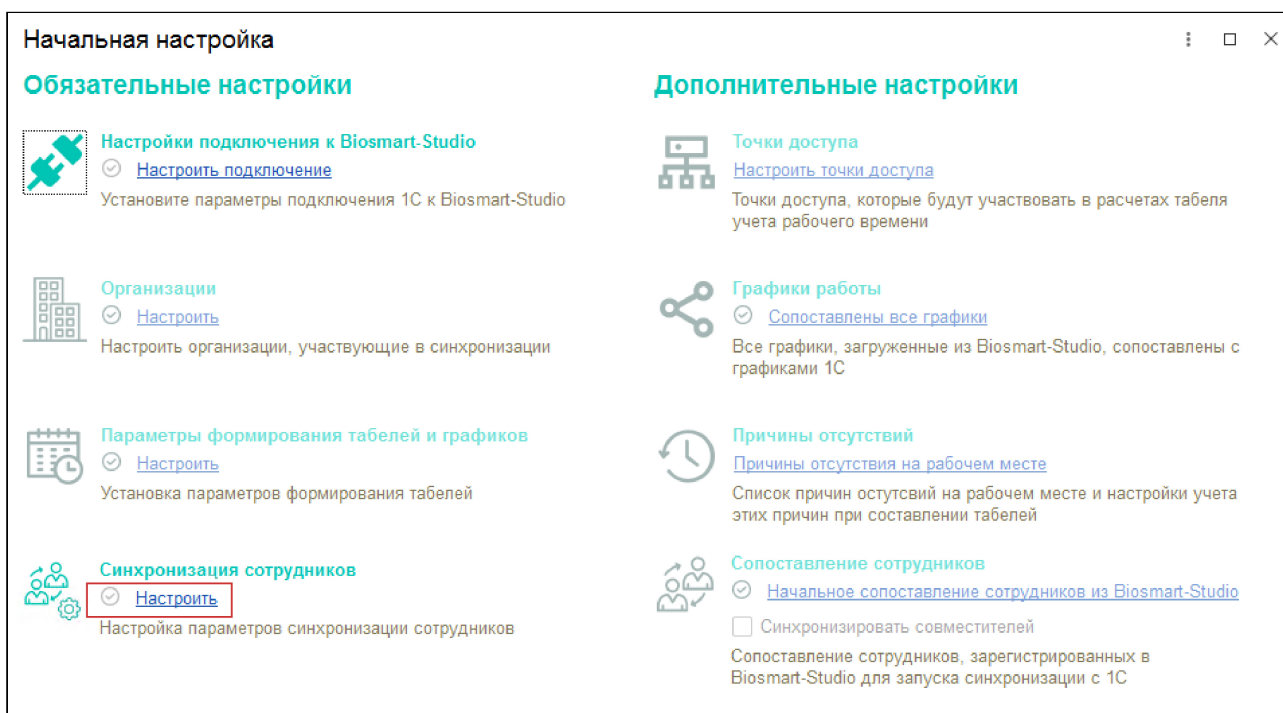 Начальная настройка
Обязательные настройки
Настройки подключения к Biosmart-Studio
Настроить подключение
Установите параметры подключения 1С к Biosmart-Studio
Организации
Настроить
Настроить организации, участвующие в синхронизации
Параметры формирования табелей и графиков
Настроить
Установка параметров формирования табелей
Синхронизация сотрудников
Настроить
Настройка параметров синхронизации сотрудников
Дополнительные настройки
Точки доступа
Настроить точки доступа
Точки доступа, которые будут участвовать в расчетах табеля
учета рабочего времени
Графики работы
Сопоставлены все графики
Все графики, загруженные из Biosmart-Studio, сопоставлены с
графиками 1С
Причины отсутствий
Причины отсутствия на рабочем месте
Список причин остутсвий на рабочем месте и настройки учета
этих причин при составлении табелей
Сопоставление сотрудников
Начальное сопоставление сотрудников из Biosmart-Studio
Синхронизировать совместителей
Сопоставление сотрудников, зарегистрированных в
Biosmart-Studio для запуска синхронизации с 1С